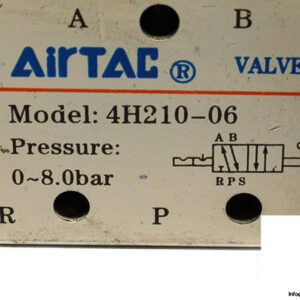 A B
AirTAC ® VALVE
Model: 4H210-06
Pressure:
A B
0~8.0bar
R P S
R P